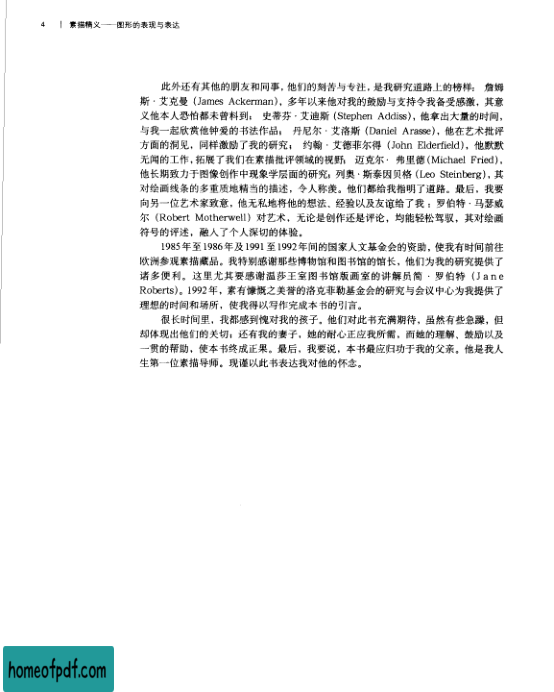 4 | 素描精义——图形的表现与表达
此外还有其他的朋友和同事，他们的刻苦与专注，是我研究道路上的榜样：詹姆
斯·艾克曼（James Ackerman），多年以来他对我的鼓励与支持令我备受感激，其意
义他本人恐怕都未曾料到；史蒂芬·艾迪斯（Stephen Addiss），他拿出大量的时间，
与我一起欣赏他钟爱的书法作品；丹尼尔·艾洛斯（Daniel Arasse），他在艺术批评
方面的洞见，同样激励了我的研究；约翰·艾德菲尔得（John Elderfield），他默默
无闻的工作，拓展了我们在素描批评领域的视野；迈克尔·弗里德（Michael Fried），
他长期致力于图像创作中现象学层面的研究；列奥·斯泰因贝格（Leo Steinberg），其
对绘画线条的多重质地精当的描述，令人称羡。他们都给我指明了道路。最后，我要
向另一位艺术家致意，他无私地将他的想法、经验以及友谊给了我：罗伯特·马瑟威
尔（Robert Motherwell）对艺术，无论是创作还是评论，均能轻松驾驭，其对绘画
符号的评述，融入了个人深切的体验。
1985年至1986年及1991至1992年间的国家人文基金会的资助，使我有时间前往
欧洲参观素描藏品。我特别感谢那些博物馆和图书馆的馆长，他们为我的研究提供了
诸多便利。这里尤其要感谢温莎王室图书馆版画室的讲解员简·罗伯特（Jane
Roberts）。1992年，素有慷慨之美誉的洛克菲勒基金会的研究与会议中心为我提供了
理想的时间和场所，使我得以写作完成本书的引言。
很长时间里，我都感到愧对我的孩子。他们对此书充满期待，虽然有些急躁，但
却体现出他们的关切；还有我的妻子，她的耐心正应我所需，而她的理解、鼓励以及
一贯的帮助，使本书终成正果。最后，我要说，本书最应归功于我的父亲。他是我人
生第一位素描导师。现谨以此书表达我对他的怀念。
homeofpdf.com